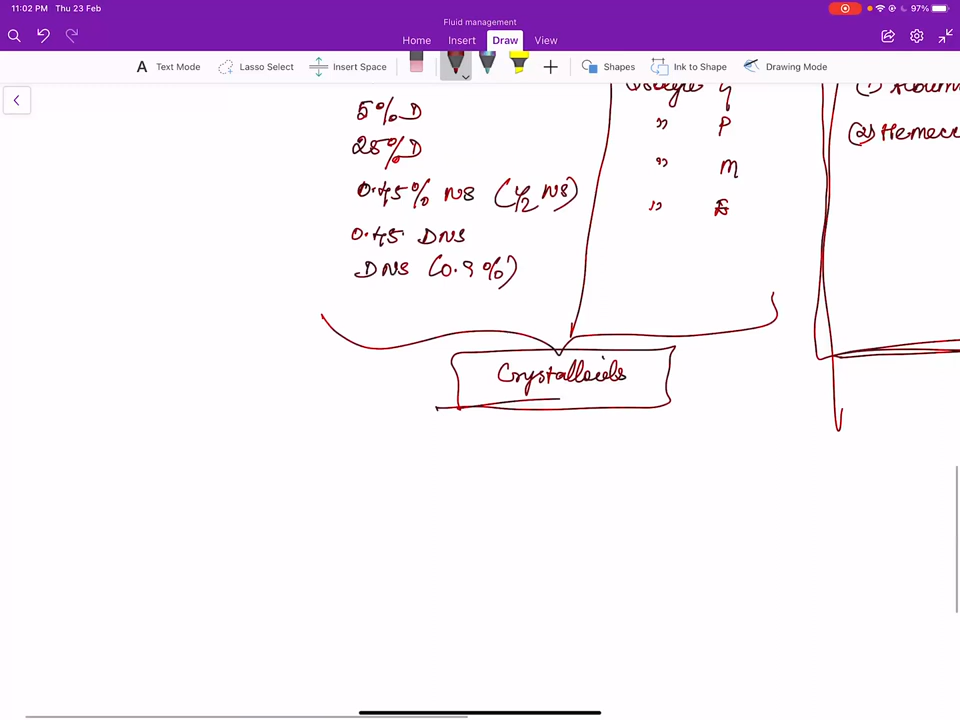 11:02 PM Thu 23 Feb
97%
Fluid management
Home Insert Draw View
Text Mode Lasso Select Insert Space Shapes Ink to Shape Drawing Mode
5% D
25% D
0.45% NS (1/2 NS)
0.45 DNS
DNS (0.9%)
G
" P
" M
" E
(2) Hemecc
Crystalloids